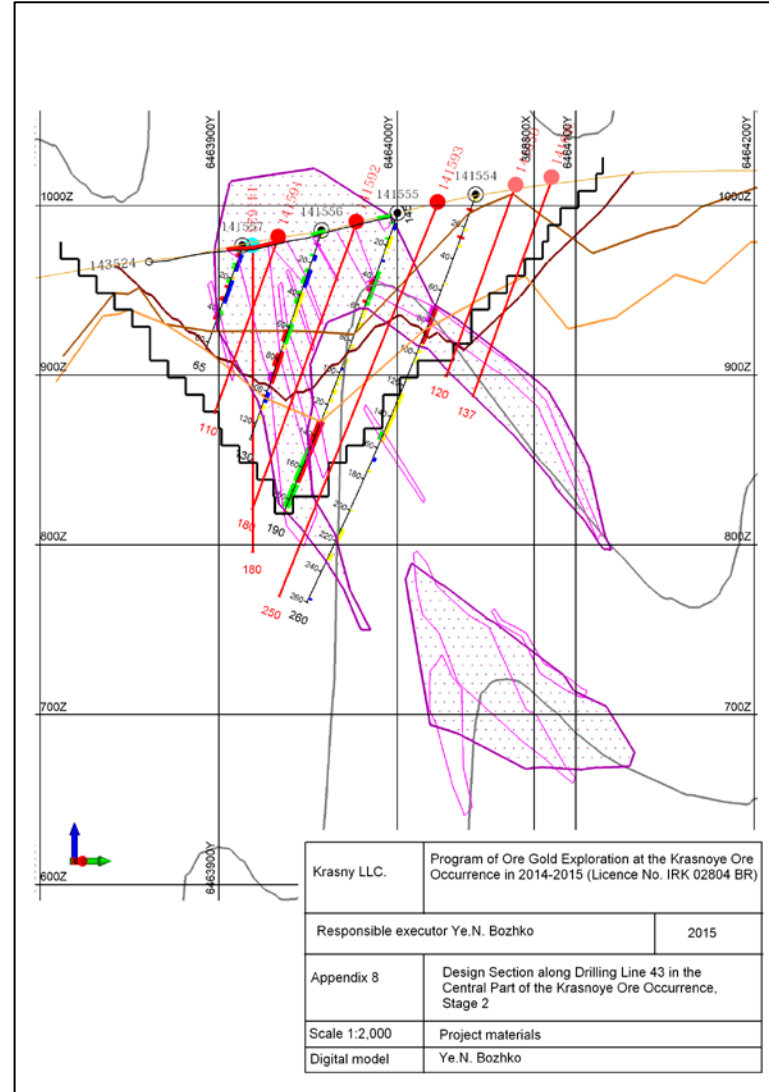 6463900Y
6464000Y
368800X
6464100Y
6464200Y
1000Z
1000Z
141591
141592
141593
141554
141555
141556
141557
143524
900Z
900Z
65
110
130
120
137
180
190
180
250
260
800Z
800Z
700Z
700Z
600Z
6463900Y
Krasny LLC.
Program of Ore Gold Exploration at the Krasnoye Ore
Occurrence in 2014-2015 (Licence No. IRK 02804 BR)
Responsible executor Ye.N. Bozhko
2015
Appendix 8
Design Section along Drilling Line 43 in the
Central Part of the Krasnoye Ore Occurrence,
Stage 2
Scale 1:2,000
Project materials
Digital model
Ye.N. Bozhko